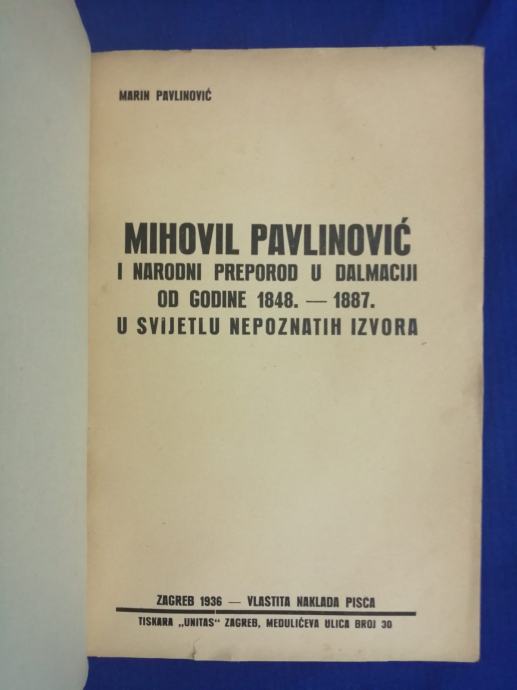 MARIN PAVLINOVIĆ
MIHOVIL PAVLINOVIĆ
I NARODNI PREPOROD U DALMACIJI
OD GODINE 1848. — 1887.
U SVIJETLU NEPOZNATIH IZVORA
ZAGREB 1936 — VLASTITA NAKLADA PISCA
TISKARA „UNITAS“ ZAGREB, MEDULIĆEVA ULICA BROJ 30